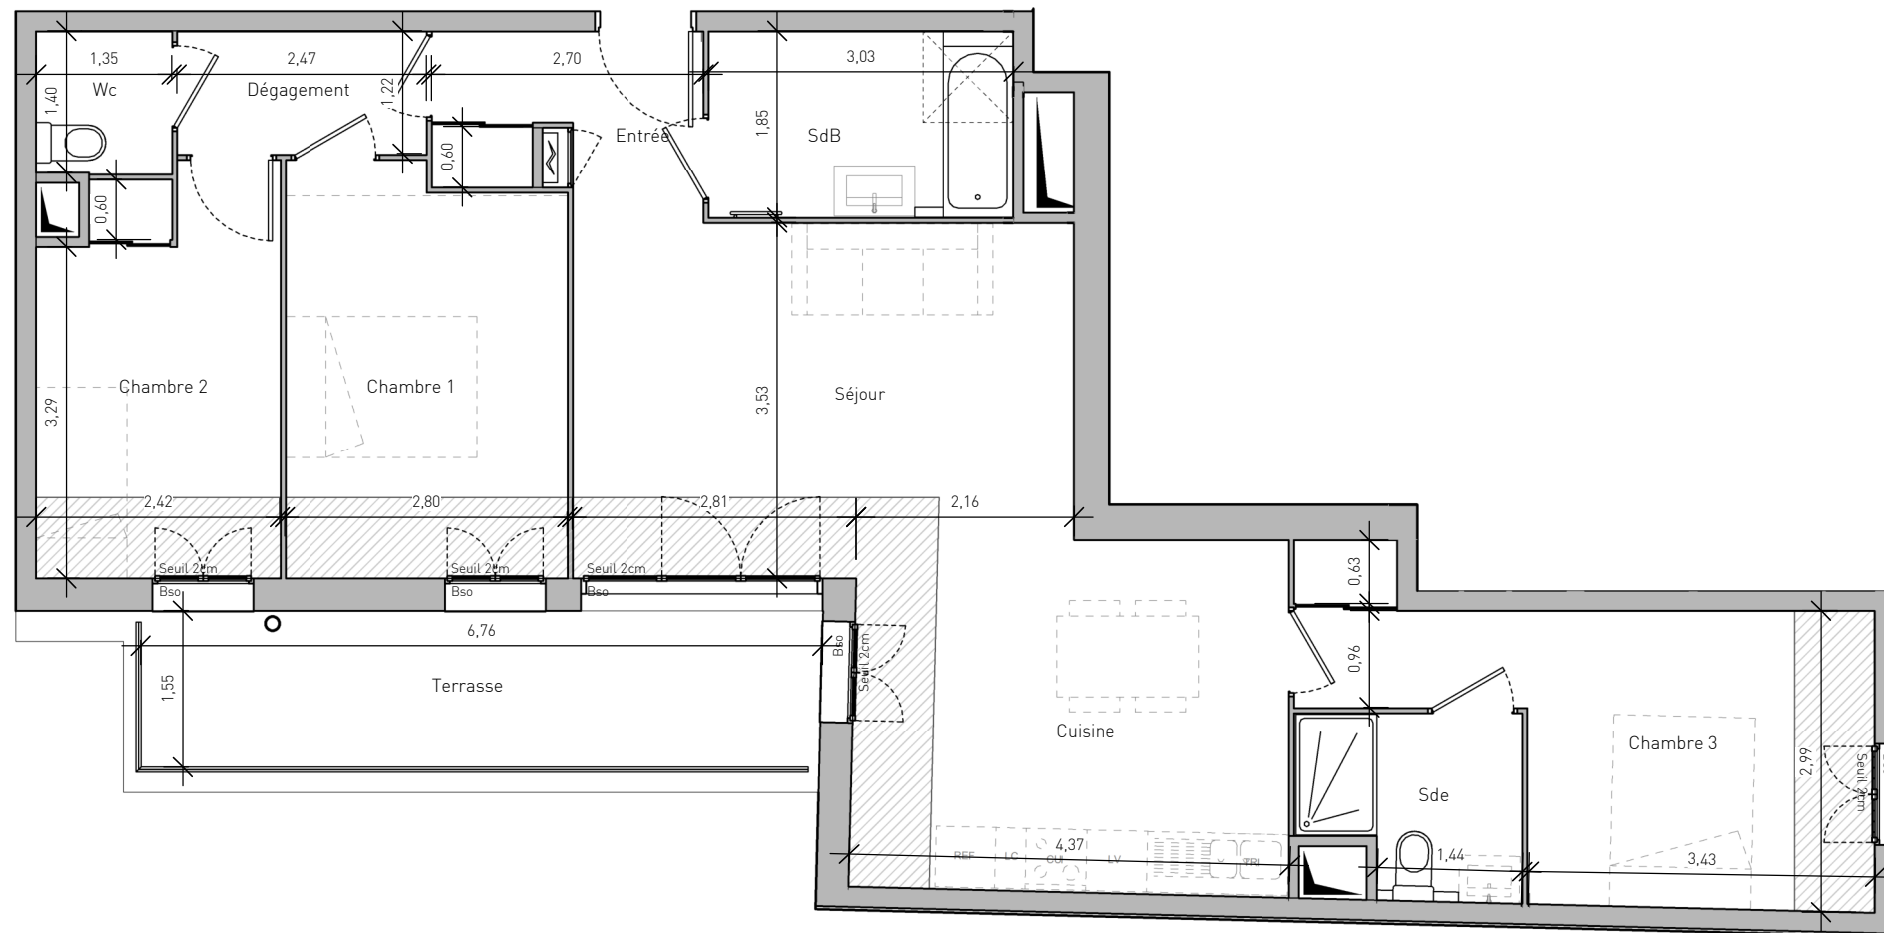 1,35
2,47
2,70
3,03
Wc
Dégagement
1,40
1,22
1,85
Entrée
SdB
0,60
0,60
Chambre 2
Chambre 1
Séjour
3,29
3,53
2,42
2,80
2,81
2,16
Seuil 2cm
Bso
Seuil 2cm
Bso
Seuil 2cm
Bso
0,63
6,76
Bso
Seuil 2cm
0,96
1,55
Terrasse
Cuisine
Chambre 3
2,99
Seuil 2cm
Sde
REF
LC
CUI
LV
TRI
4,37
1,44
3,43